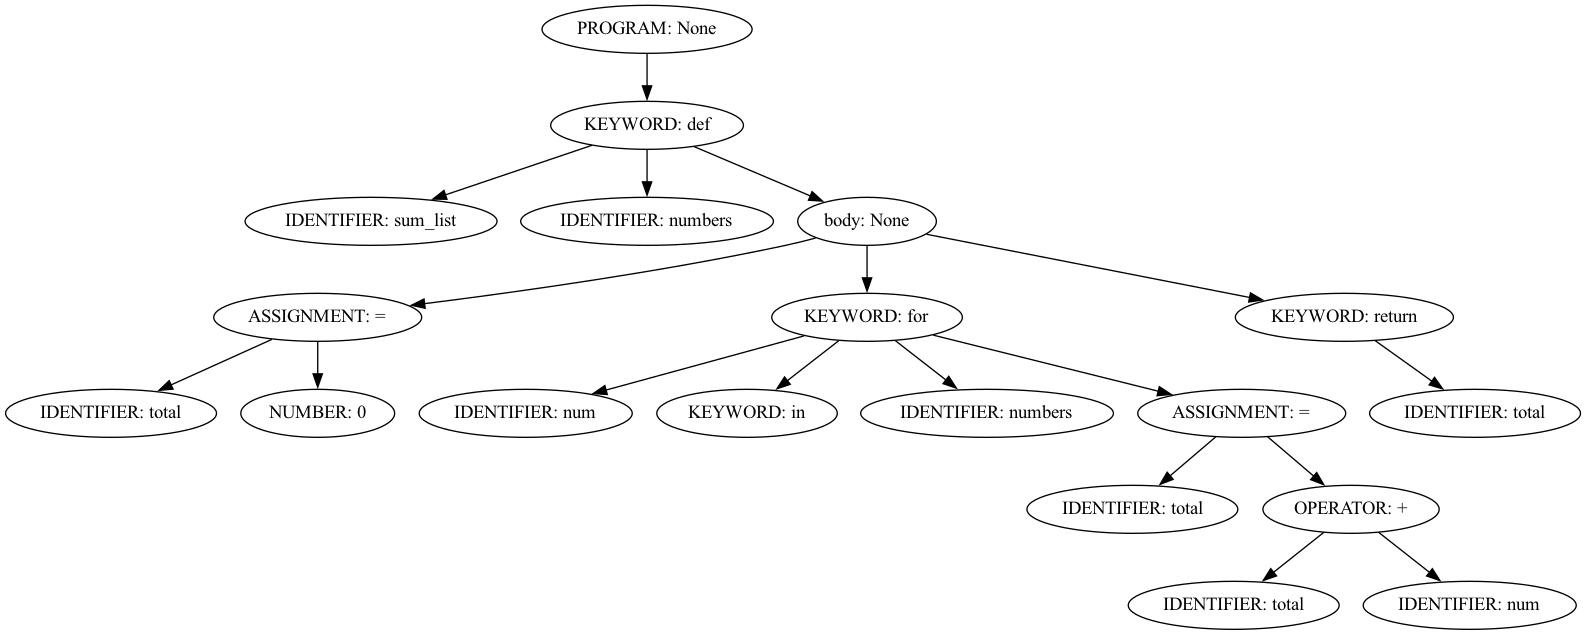 PROGRAM: None
KEYWORD: def
IDENTIFIER: sum_list
IDENTIFIER: numbers
body: None
ASSIGNMENT: =
KEYWORD: for
KEYWORD: return
IDENTIFIER: total
NUMBER: 0
IDENTIFIER: num
KEYWORD: in
IDENTIFIER: numbers
ASSIGNMENT: =
IDENTIFIER: total
IDENTIFIER: total
OPERATOR: +
IDENTIFIER: total
IDENTIFIER: num